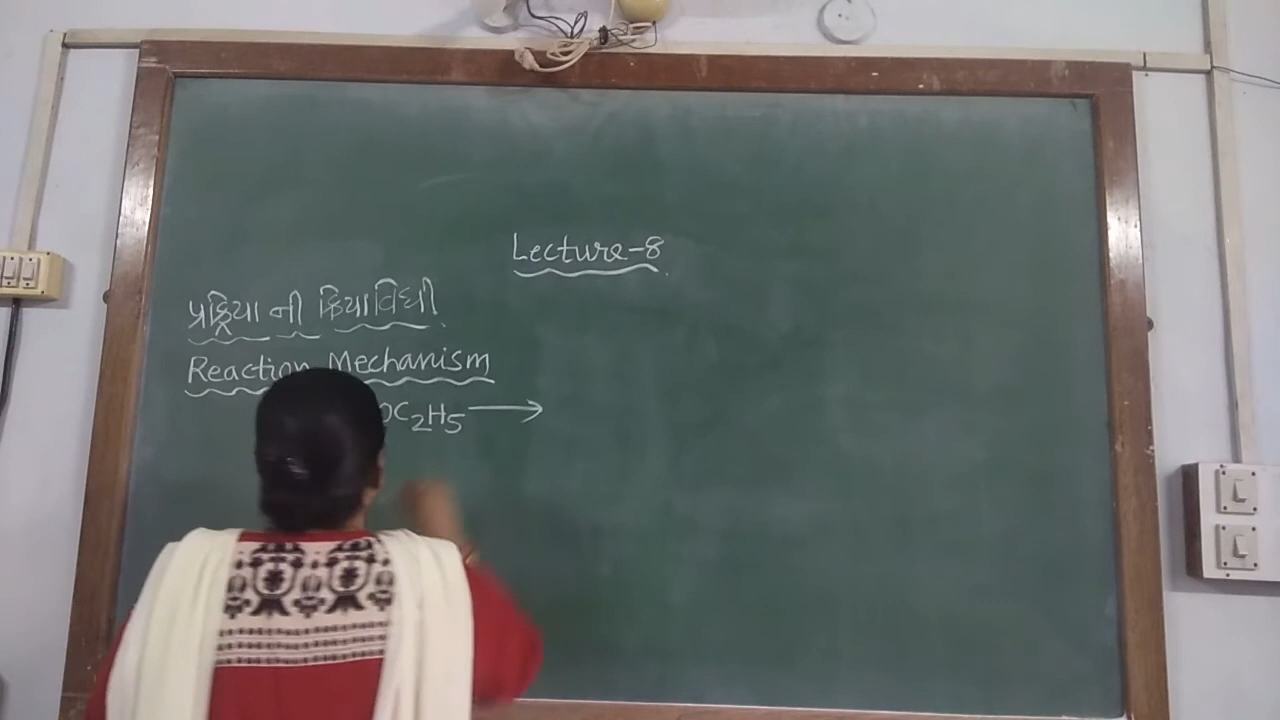 Lecture-8
પ્રક્રિયા ની ક્રિયાવિધી
Reaction Mechanism
OC₂H₅ ⟶